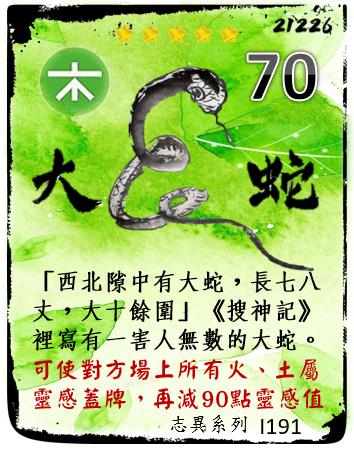 21226
木 70
大 蛇
「西北隙中有大蛇，長七八
丈，大十餘圍」《搜神記》
裡寫有一害人無數的大蛇。
可使對方場上所有火、土屬
靈感蓋牌，再減90點靈感值
志異系列 I191